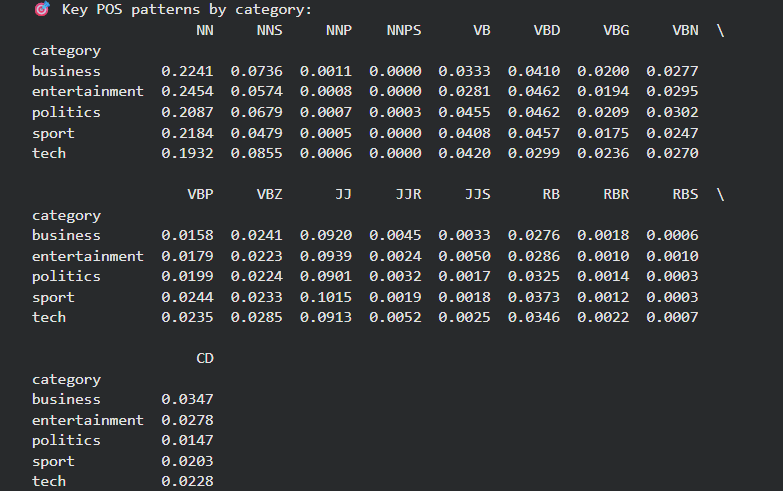 🎯 Key POS patterns by category:
NN NNS NNP NNPS VB VBD VBG VBN \
category
business 0.2241 0.0736 0.0011 0.0000 0.0333 0.0410 0.0200 0.0277
entertainment 0.2454 0.0574 0.0008 0.0000 0.0281 0.0462 0.0194 0.0295
politics 0.2087 0.0679 0.0007 0.0003 0.0455 0.0462 0.0209 0.0302
sport 0.2184 0.0479 0.0005 0.0000 0.0408 0.0457 0.0175 0.0247
tech 0.1932 0.0855 0.0006 0.0000 0.0420 0.0299 0.0236 0.0270
VBP VBZ JJ JJR JJS RB RBR RBS \
category
business 0.0158 0.0241 0.0920 0.0045 0.0033 0.0276 0.0018 0.0006
entertainment 0.0179 0.0223 0.0939 0.0024 0.0050 0.0286 0.0010 0.0010
politics 0.0199 0.0224 0.0901 0.0032 0.0017 0.0325 0.0014 0.0003
sport 0.0244 0.0233 0.1015 0.0019 0.0018 0.0373 0.0012 0.0003
tech 0.0235 0.0285 0.0913 0.0052 0.0025 0.0346 0.0022 0.0007
CD
category
business 0.0347
entertainment 0.0278
politics 0.0147
sport 0.0203
tech 0.0228